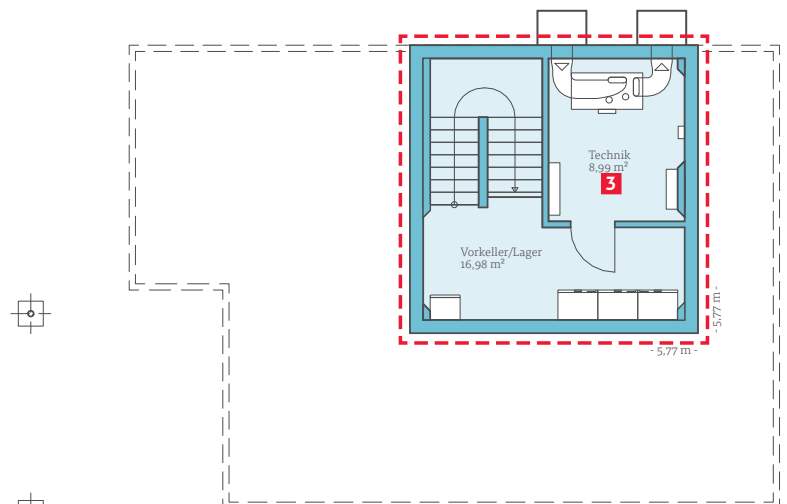 Technik
8,99 m²
3
Vorkeller/Lager
16,98 m²
- 5,77 m -
- 5,77 m -